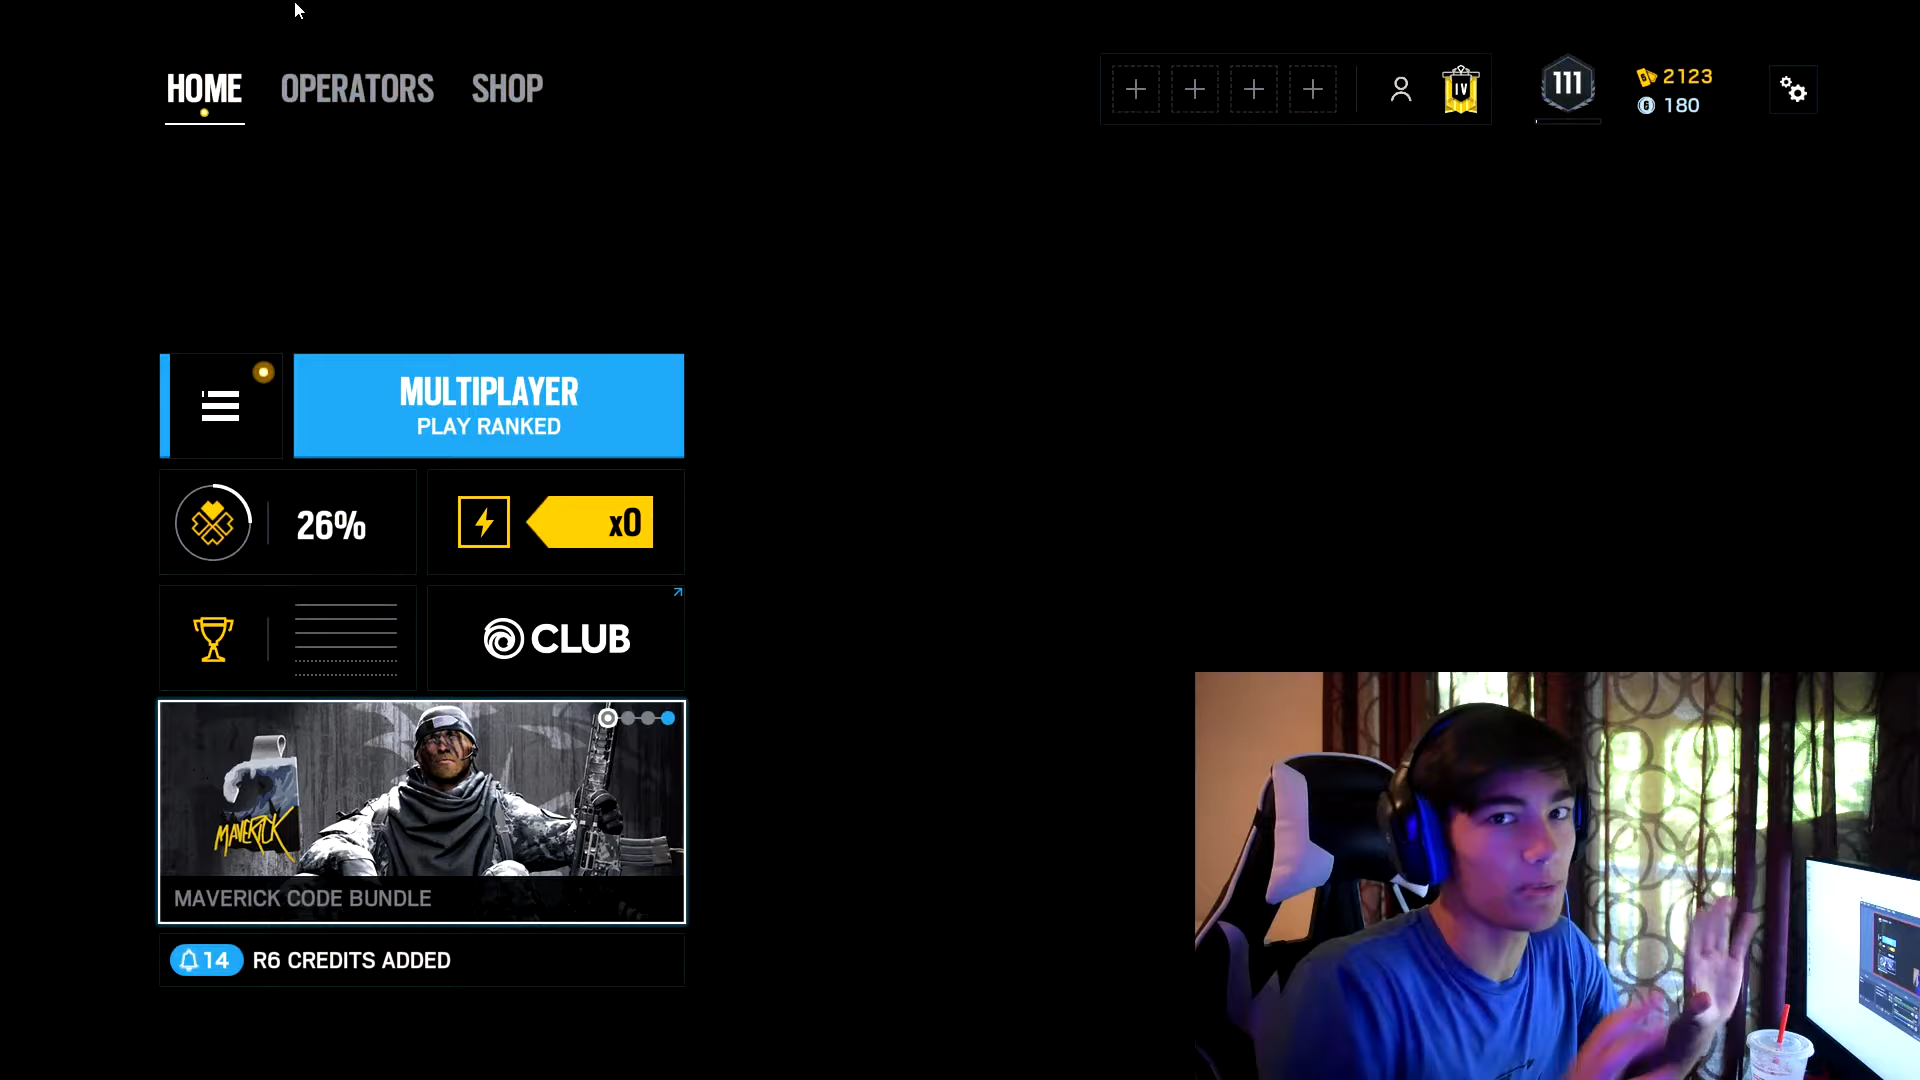 HOME OPERATORS SHOP
IV
111
2123
180
MULTIPLAYER
PLAY RANKED
26%
x0
CLUB
MAVERICK
MAVERICK CODE BUNDLE
14 R6 CREDITS ADDED